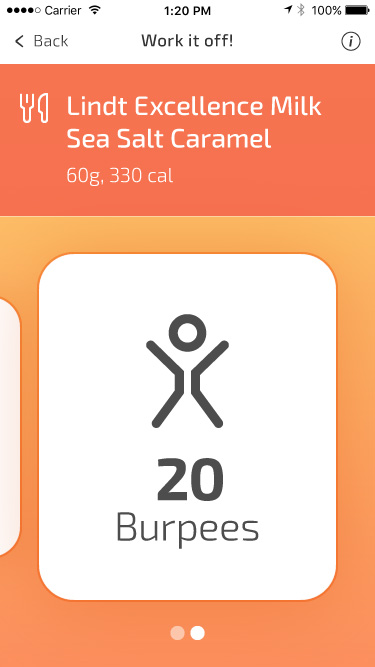 Carrier 1:20 PM 100%
Back Work it off! i
Lindt Excellence Milk
Sea Salt Caramel
60g, 330 cal
20
Burpees